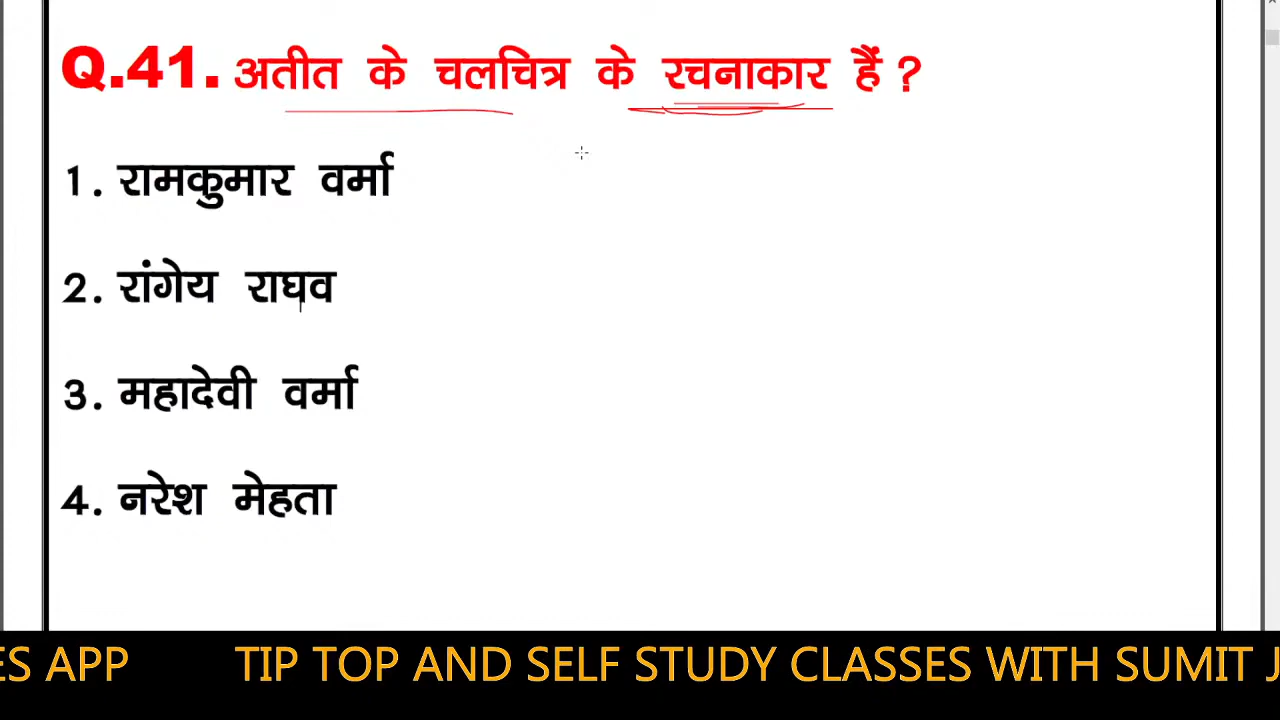 Q.41. अतीत के चलचित्र के रचनाकार हैं ?
1. रामकुमार वर्मा
2. रांगेय राघव
3. महादेवी वर्मा
4. नरेश मेहता
ES APP TIP TOP AND SELF STUDY CLASSES WITH SUMIT J